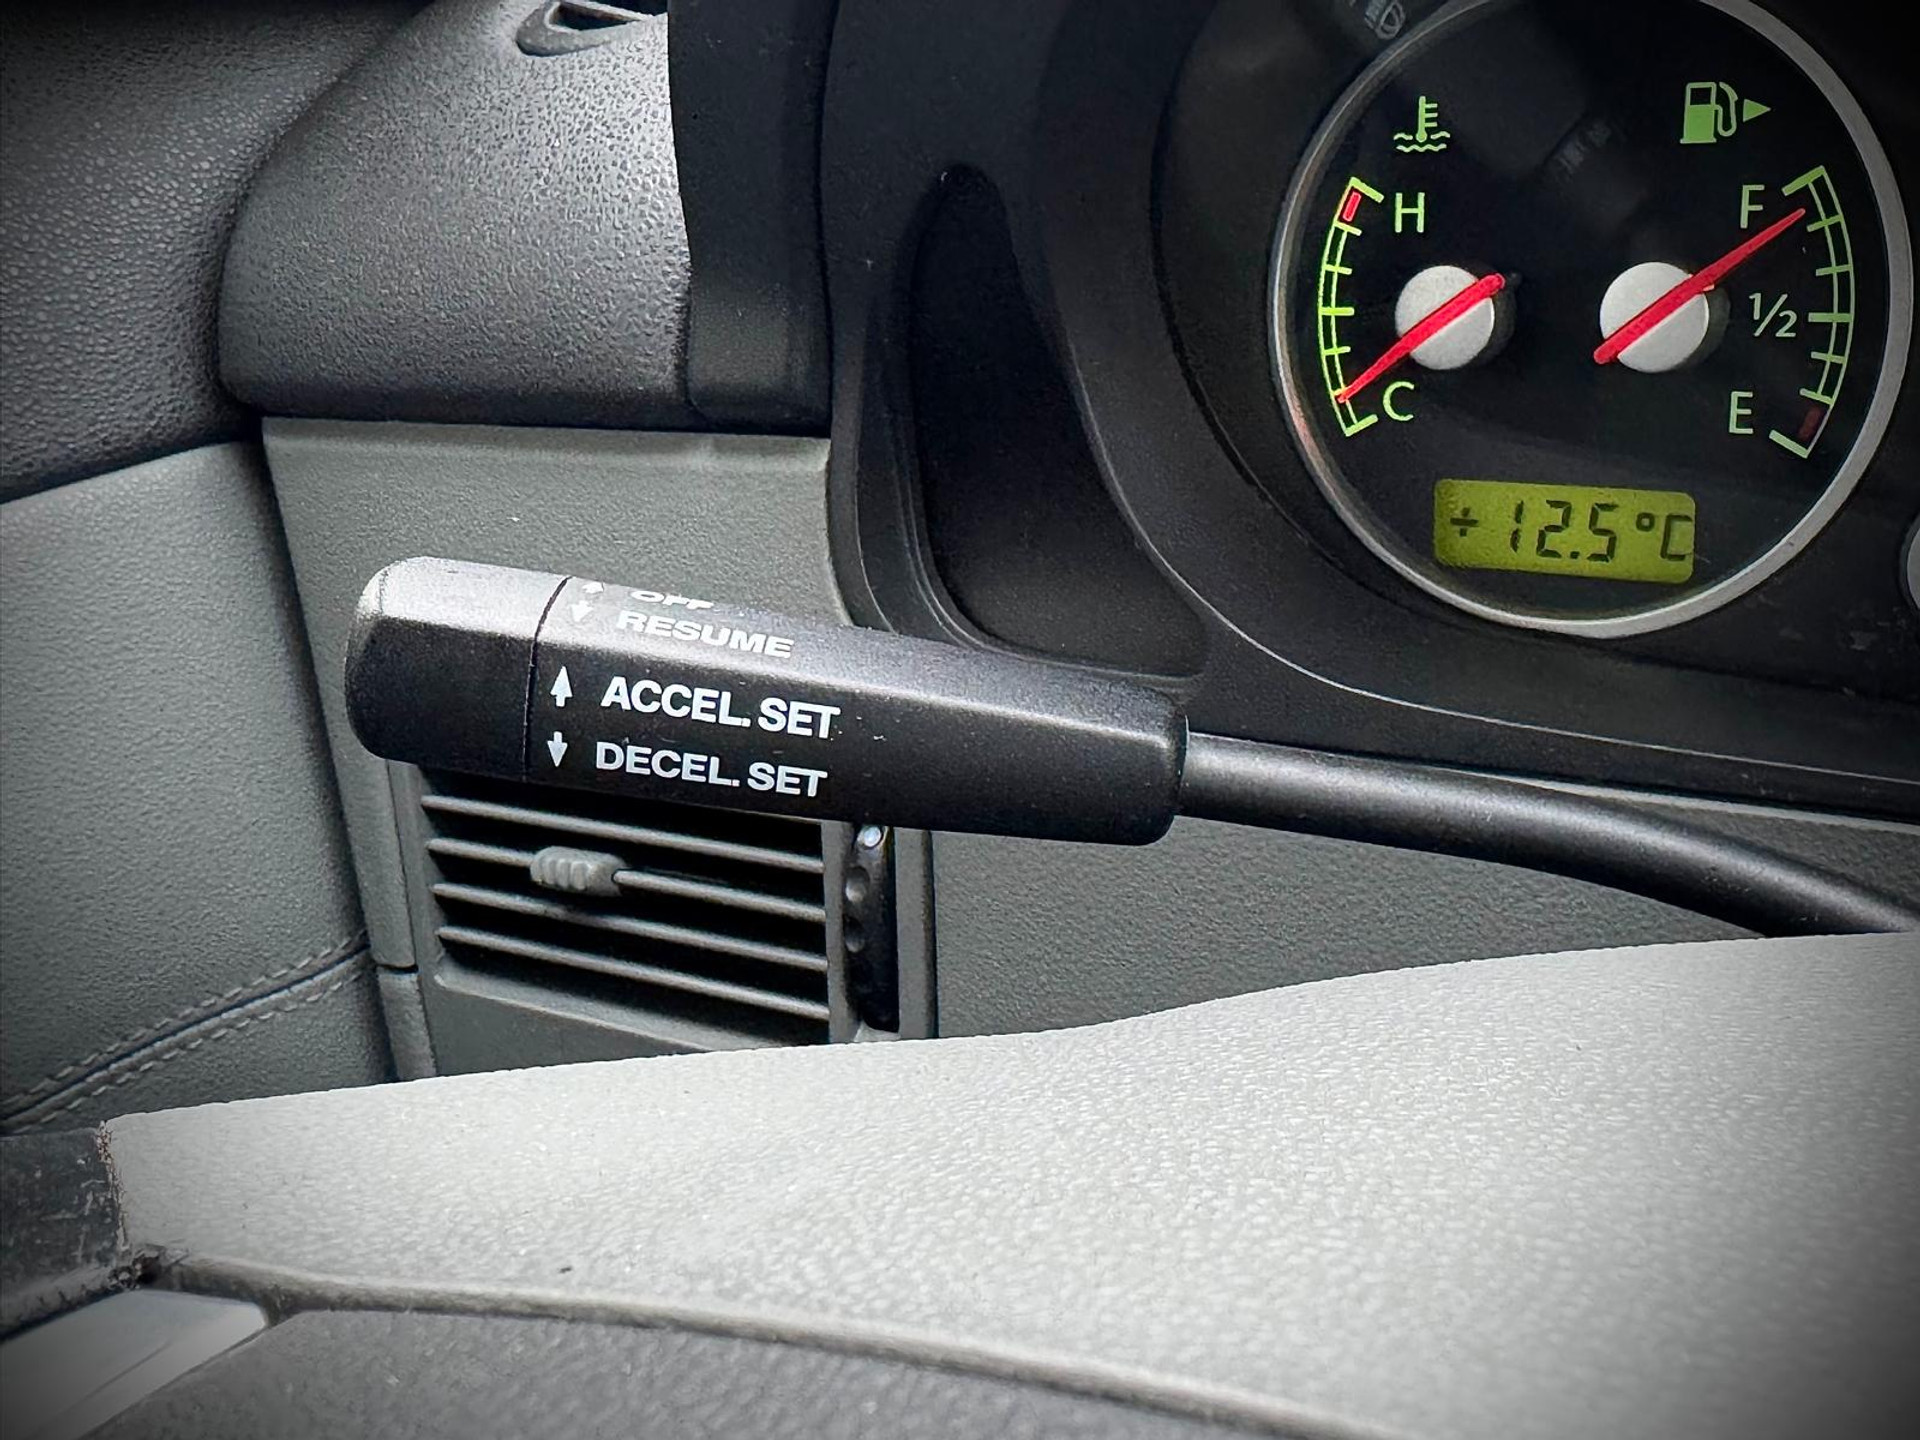 OFF
RESUME
ACCEL. SET
DECEL. SET
H
C
F
1/2
E
+12.5°C